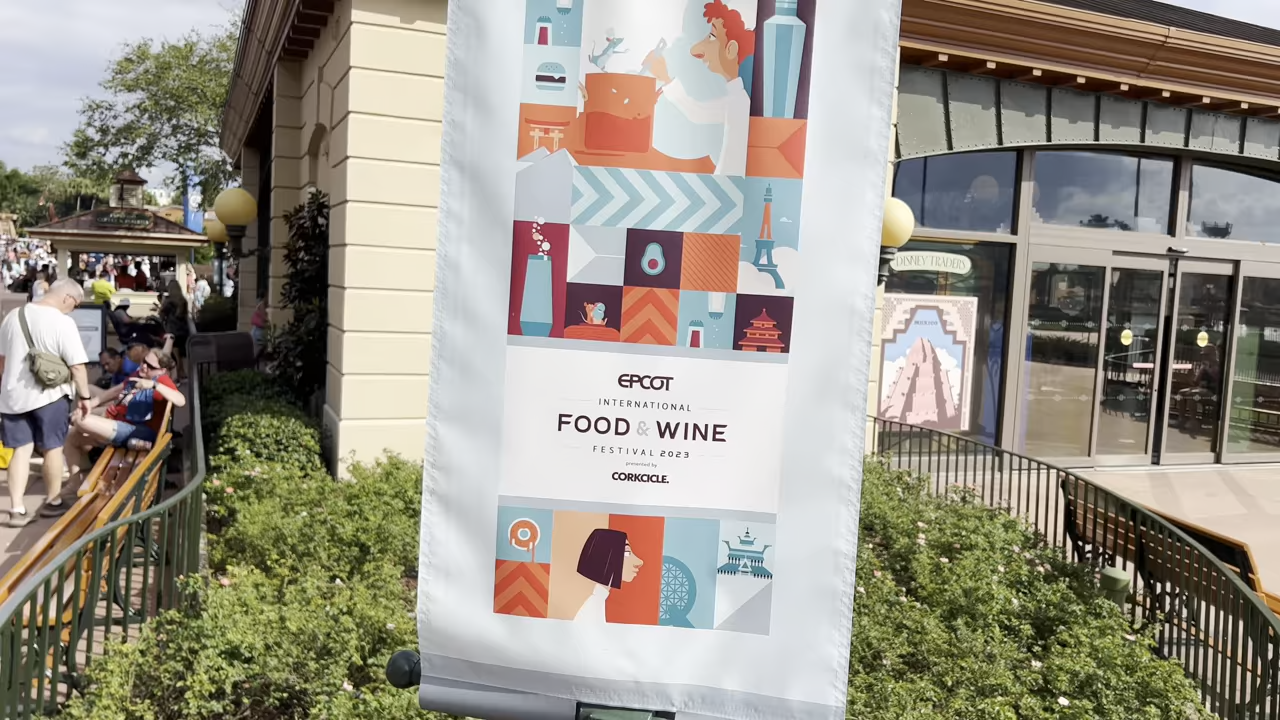 EPCOT
INTERNATIONAL
FOOD & WINE
FESTIVAL 2023
presented by
CORKCICLE.
DISNEY TRADERS
MEXICO